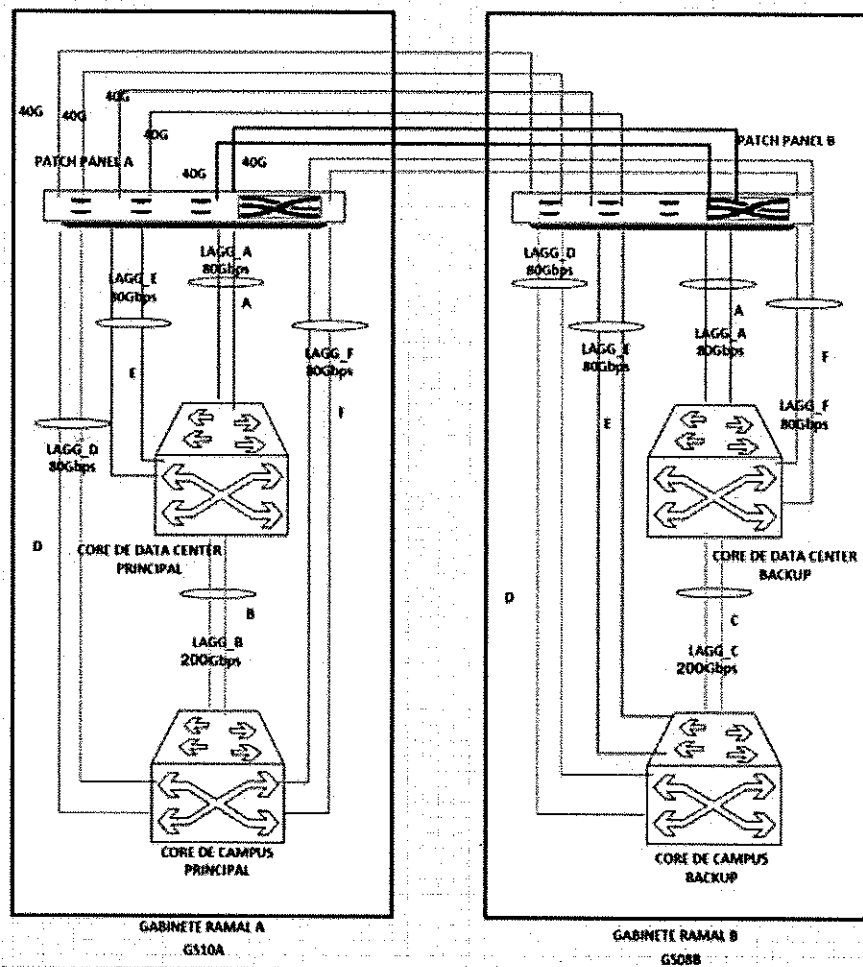 40G
40G
40G
40G
40G
40G
PATCH PANEL A
PATCH PANEL B
LAGG_A
80Gbps
A
LAGG_E
80Gbps
E
LAGG_F
80Gbps
F
LAGG_D
80Gbps
D
CORE DE DATA CENTER
PRINCIPAL
B
LAGG_B
200Gbps
CORE DE CAMPUS
PRINCIPAL
GABINETE RAMAL A
GS10A
LAGG_D
80Gbps
A
LAGG_A
80Gbps
LAGG_E
80Gbps
E
F
LAGG_F
80Gbps
D
CORE DE DATA CENTER
BACKUP
C
LAGG_C
200Gbps
CORE DE CAMPUS
BACKUP
GABINETE RAMAL B
GS08B